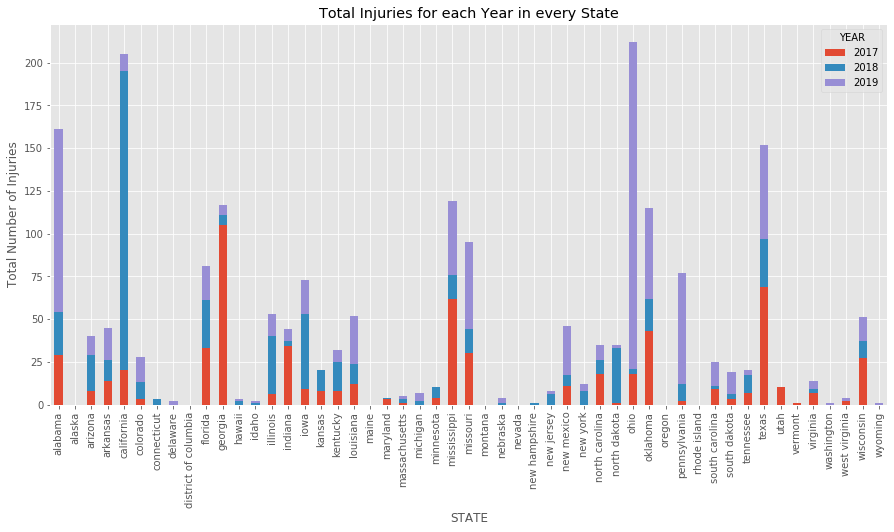 Total Injuries for each Year in every State
YEAR
2017
2018
2019
Total Number of Injuries
200
175
150
125
100
75
50
25
0
alabama
alaska
arizona
arkansas
california
colorado
connecticut
delaware
district of columbia
florida
georgia
hawaii
idaho
illinois
indiana
iowa
kansas
kentucky
louisiana
maine
maryland
massachusetts
michigan
minnesota
mississippi
missouri
montana
nebraska
nevada
new hampshire
new jersey
new mexico
new york
north carolina
north dakota
ohio
oklahoma
oregon
pennsylvania
rhode island
south carolina
south dakota
tennessee
texas
utah
vermont
virginia
washington
west virginia
wisconsin
wyoming
STATE